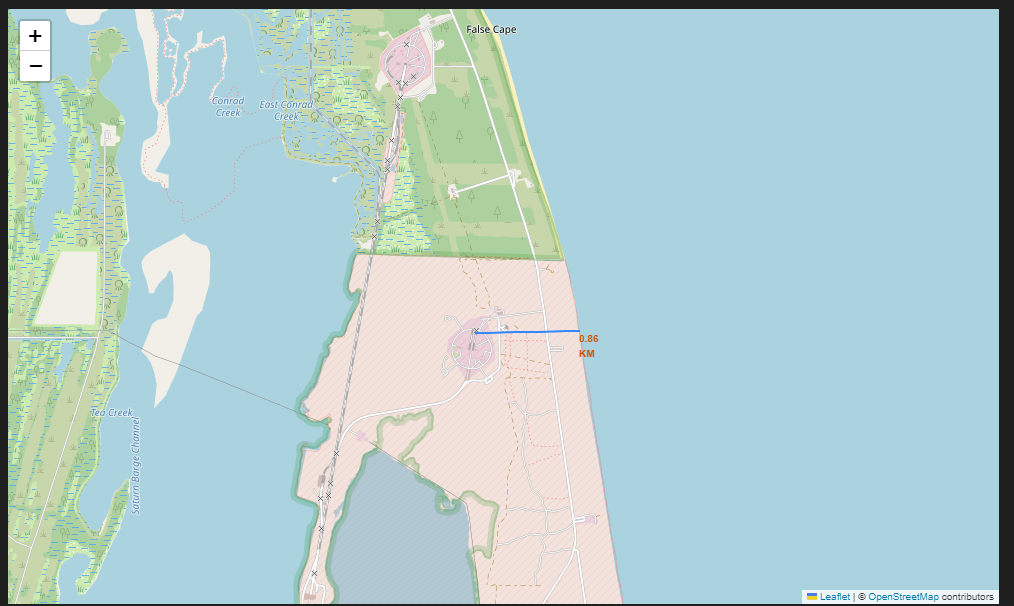 +
False Cape
−
Conrad
Creek
East Conrad
Creek
0.86
KM
Tea Creek
Saturn Barge Channel
Leaflet | © OpenStreetMap contributors